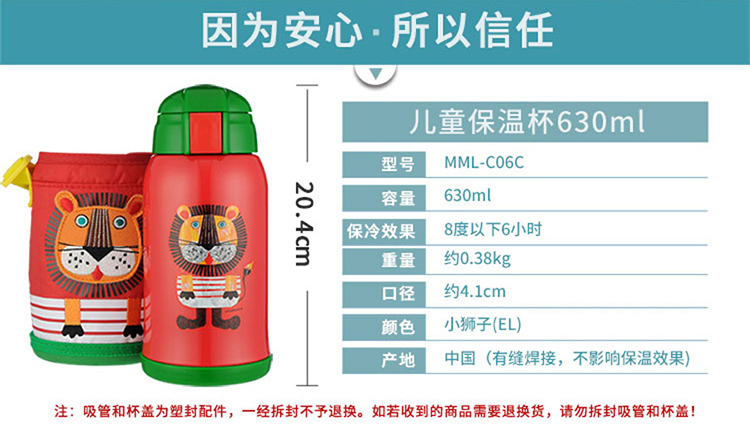 因为安心·所以信任
20.4cm
儿童保温杯630ml
型号 MML-C06C
容量 630ml
保冷效果 8度以下6小时
重量 约0.38kg
口径 约4.1cm
颜色 小狮子(EL)
产地 中国（有缝焊接，不影响保温效果)
注：吸管和杯盖为塑封配件，一经拆封不予退换。如若收到的商品需要退换货，请勿拆封吸管和杯盖！